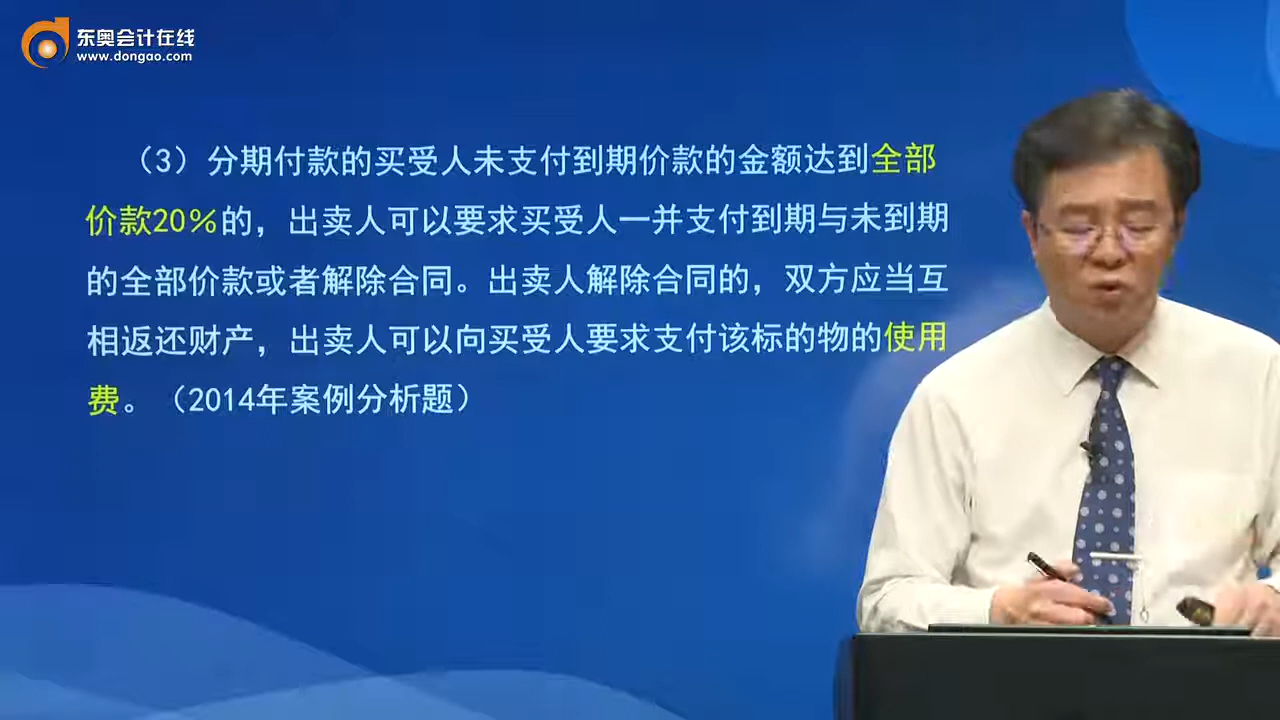 东奥会计在线
www.dongao.com
（3）分期付款的买受人未支付到期价款的金额达到全部
价款20%的，出卖人可以要求买受人一并支付到期与未到期
的全部价款或者解除合同。出卖人解除合同的，双方应当互
相返还财产，出卖人可以向买受人要求支付该标的物的使用
费。（2014年案例分析题）